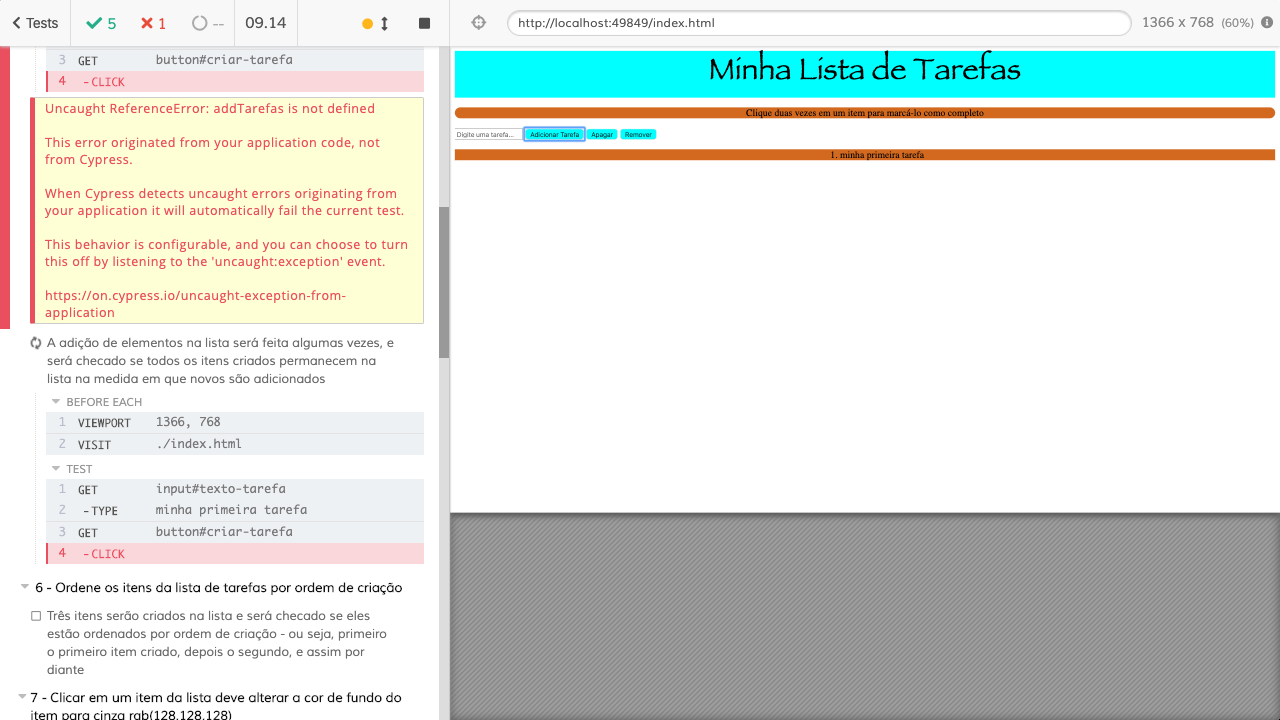 Tests
5
1
--
09.14
3 GET button#criar-tarefa
4 -CLICK
Uncaught ReferenceError: addTarefas is not defined
This error originated from your application code, not
from Cypress.
When Cypress detects uncaught errors originating from
your application it will automatically fail the current test.
This behavior is configurable, and you can choose to turn
this off by listening to the 'uncaught:exception' event.
https://on.cypress.io/uncaught-exception-from-
application
A adição de elementos na lista será feita algumas vezes, e
será checado se todos os itens criados permanecem na
lista na medida em que novos são adicionados
BEFORE EACH
1 VIEWPORT 1366, 768
2 VISIT ./index.html
TEST
1 GET input#texto-tarefa
2 -TYPE minha primeira tarefa
3 GET button#criar-tarefa
4 -CLICK
6 - Ordene os itens da lista de tarefas por ordem de criação
Três itens serão criados na lista e será checado se eles
estão ordenados por ordem de criação - ou seja, primeiro
o primeiro item criado, depois o segundo, e assim por
diante
7 - Clicar em um item da lista deve alterar a cor de fundo do
item para cinza rgb(128,128,128)
http://localhost:49849/index.html
1366 x 768 (60%)
Minha Lista de Tarefas
Clique duas vezes em um item para marcá-lo como completo
Digite uma tarefa... Adicionar Tarefa Apagar Remover
1. minha primeira tarefa